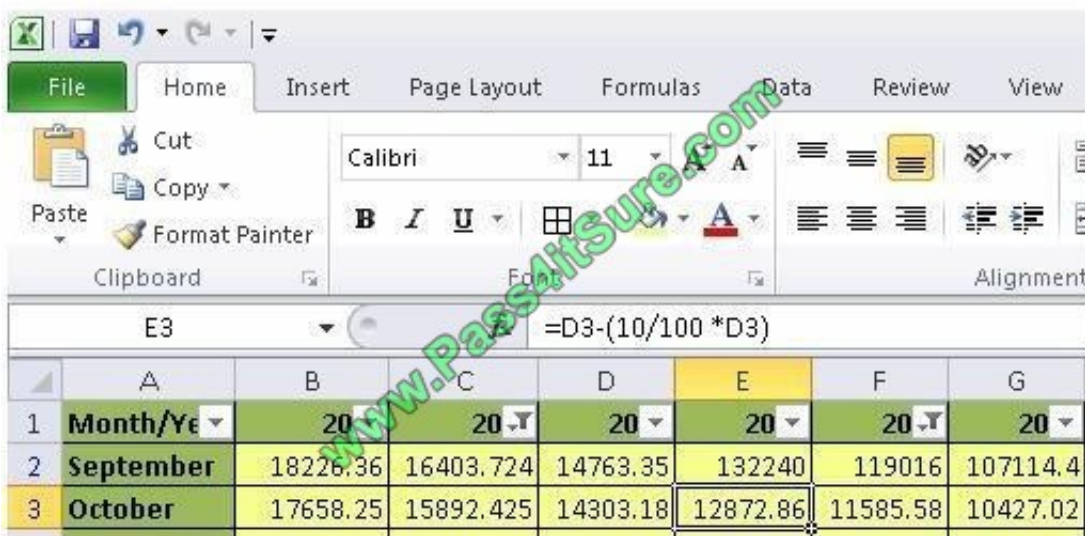 File Home Insert Page Layout Formulas Data Review View
Cut
Copy
Paste
Format Painter
Clipboard
Calibri 11 A A
B I U A
Font
Alignment
E3 fx =D3-(10/100 *D3)
A B C D E F G
1 Month/Ye 20 20 20 20 20 20
2 September 18226.36 16403.724 14763.35 132240 119016 107114.4
3 October 17658.25 15892.425 14303.18 12872.86 11585.58 10427.02
www.Pass4itSure.com